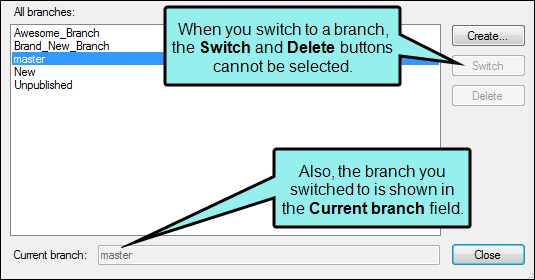 All branches:
Awesome_Branch
Brand_New_Branch
master
New
Unpublished
When you switch to a branch,
the Switch and Delete buttons
cannot be selected.
Create...
Switch
Delete
Also, the branch you
switched to is shown in
the Current branch field.
Current branch:
master
Close